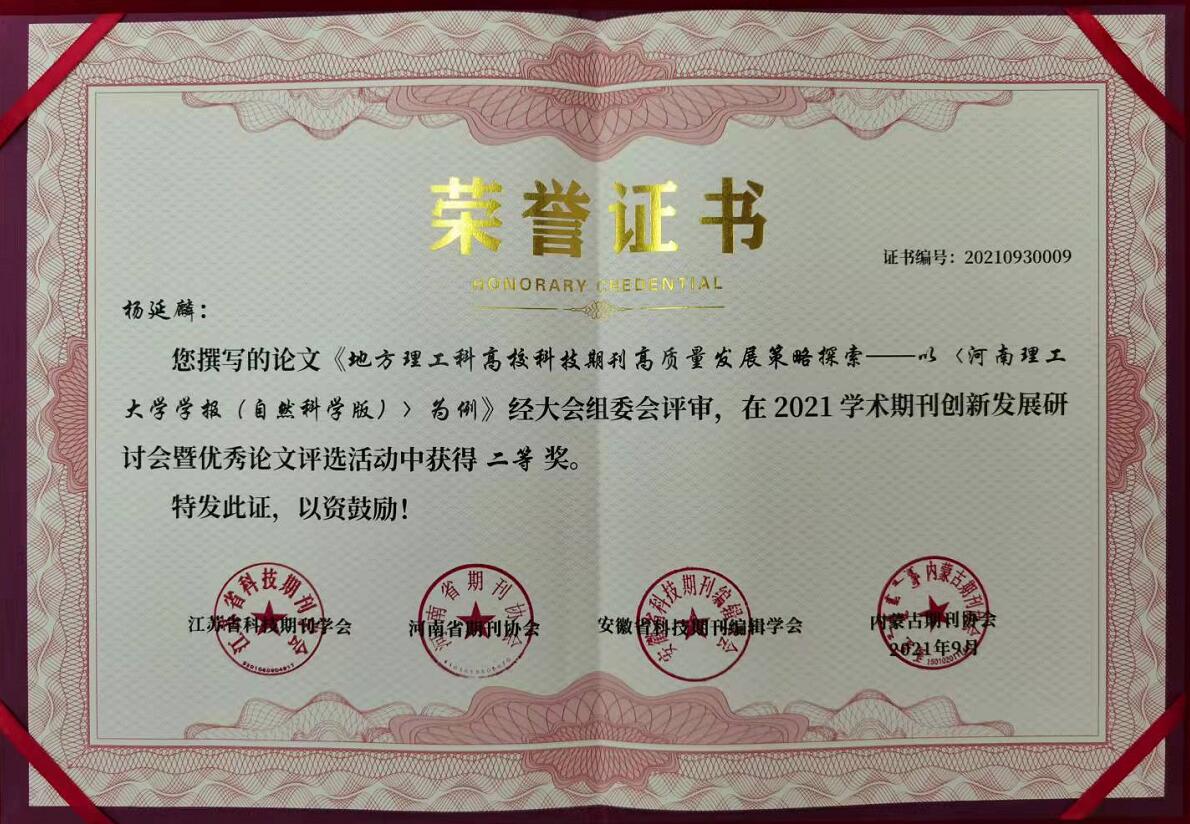 荣誉证书
HONORARY CREDENTIAL
证书编号：20210930009
杨延麟：
您撰写的论文《地方理工科高校科技期刊高质量发展策略探索——以〈河南理工
大学学报（自然科学版）〉为例》经大会组委会评审，在 2021 学术期刊创新发展研
讨会暨优秀论文评选活动中获得 二等 奖。
特发此证，以资鼓励！
江苏省科技期刊学会
河南省期刊协会
安徽省科技期刊编辑学会
内蒙古期刊协会
2021年9月